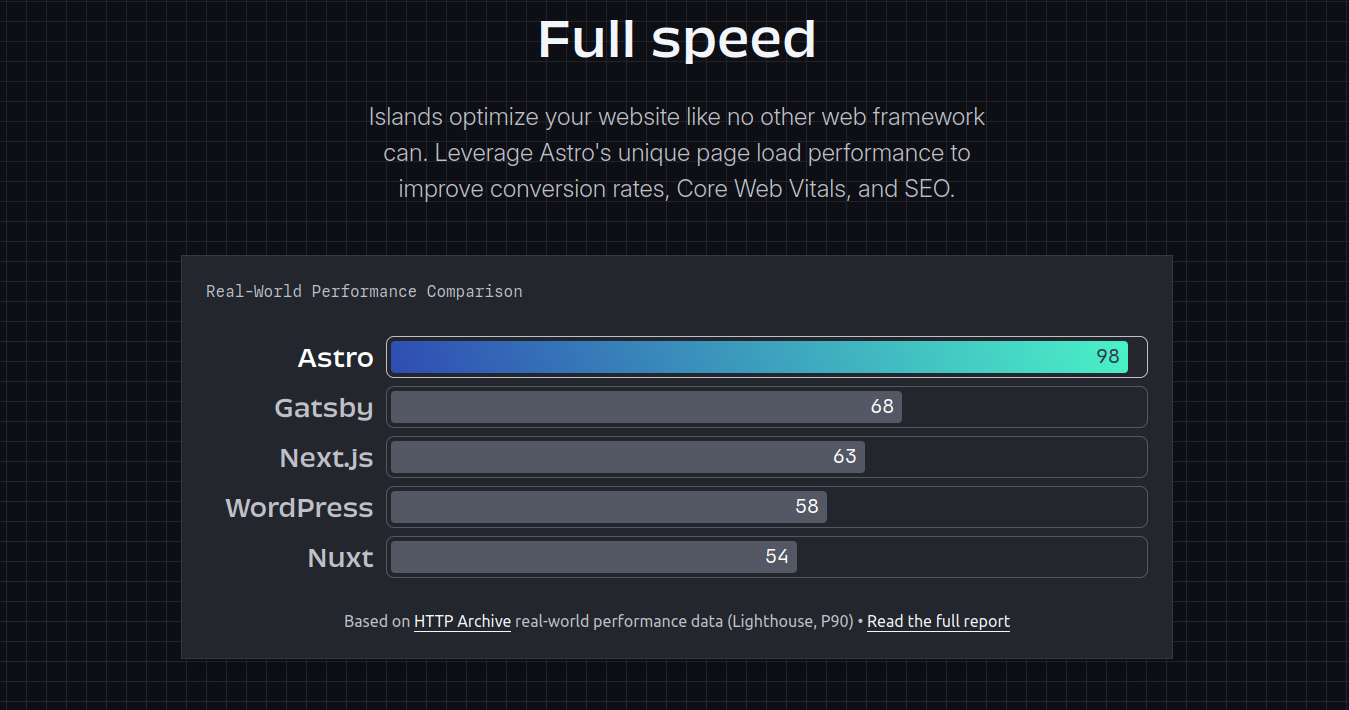 Full speed
Islands optimize your website like no other web framework
can. Leverage Astro's unique page load performance to
improve conversion rates, Core Web Vitals, and SEO.
Real-World Performance Comparison
Astro 98
Gatsby 68
Next.js 63
WordPress 58
Nuxt 54
Based on HTTP Archive real-world performance data (Lighthouse, P90) • Read the full report